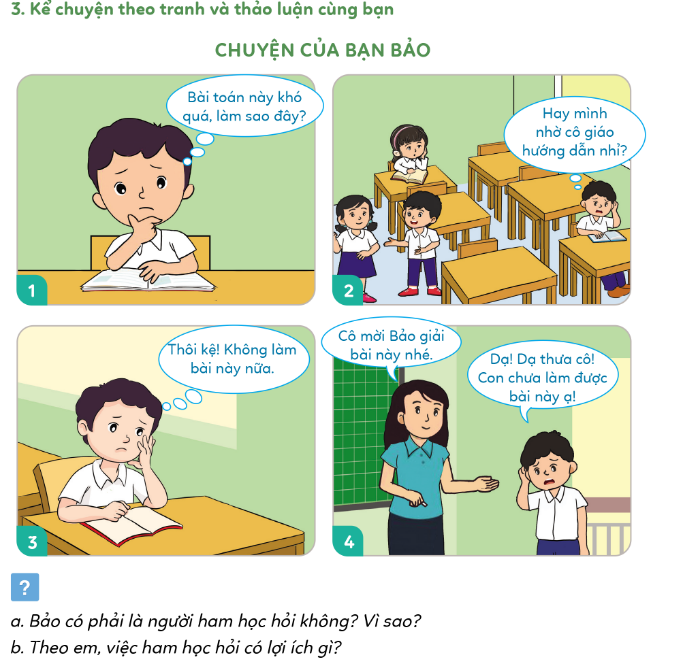 3. Kể chuyện theo tranh và thảo luận cùng bạn
CHUYỆN CỦA BẠN BẢO
Bài toán này khó
quá, làm sao đây?
1
Hay mình
nhờ cô giáo
hướng dẫn nhỉ?
2
Thôi kệ! Không làm
bài này nữa.
3
Cô mời Bảo giải
bài này nhé.
Dạ! Dạ thưa cô!
Con chưa làm được
bài này ạ!
4
?
a. Bảo có phải là người ham học hỏi không? Vì sao?
b. Theo em, việc ham học hỏi có lợi ích gì?